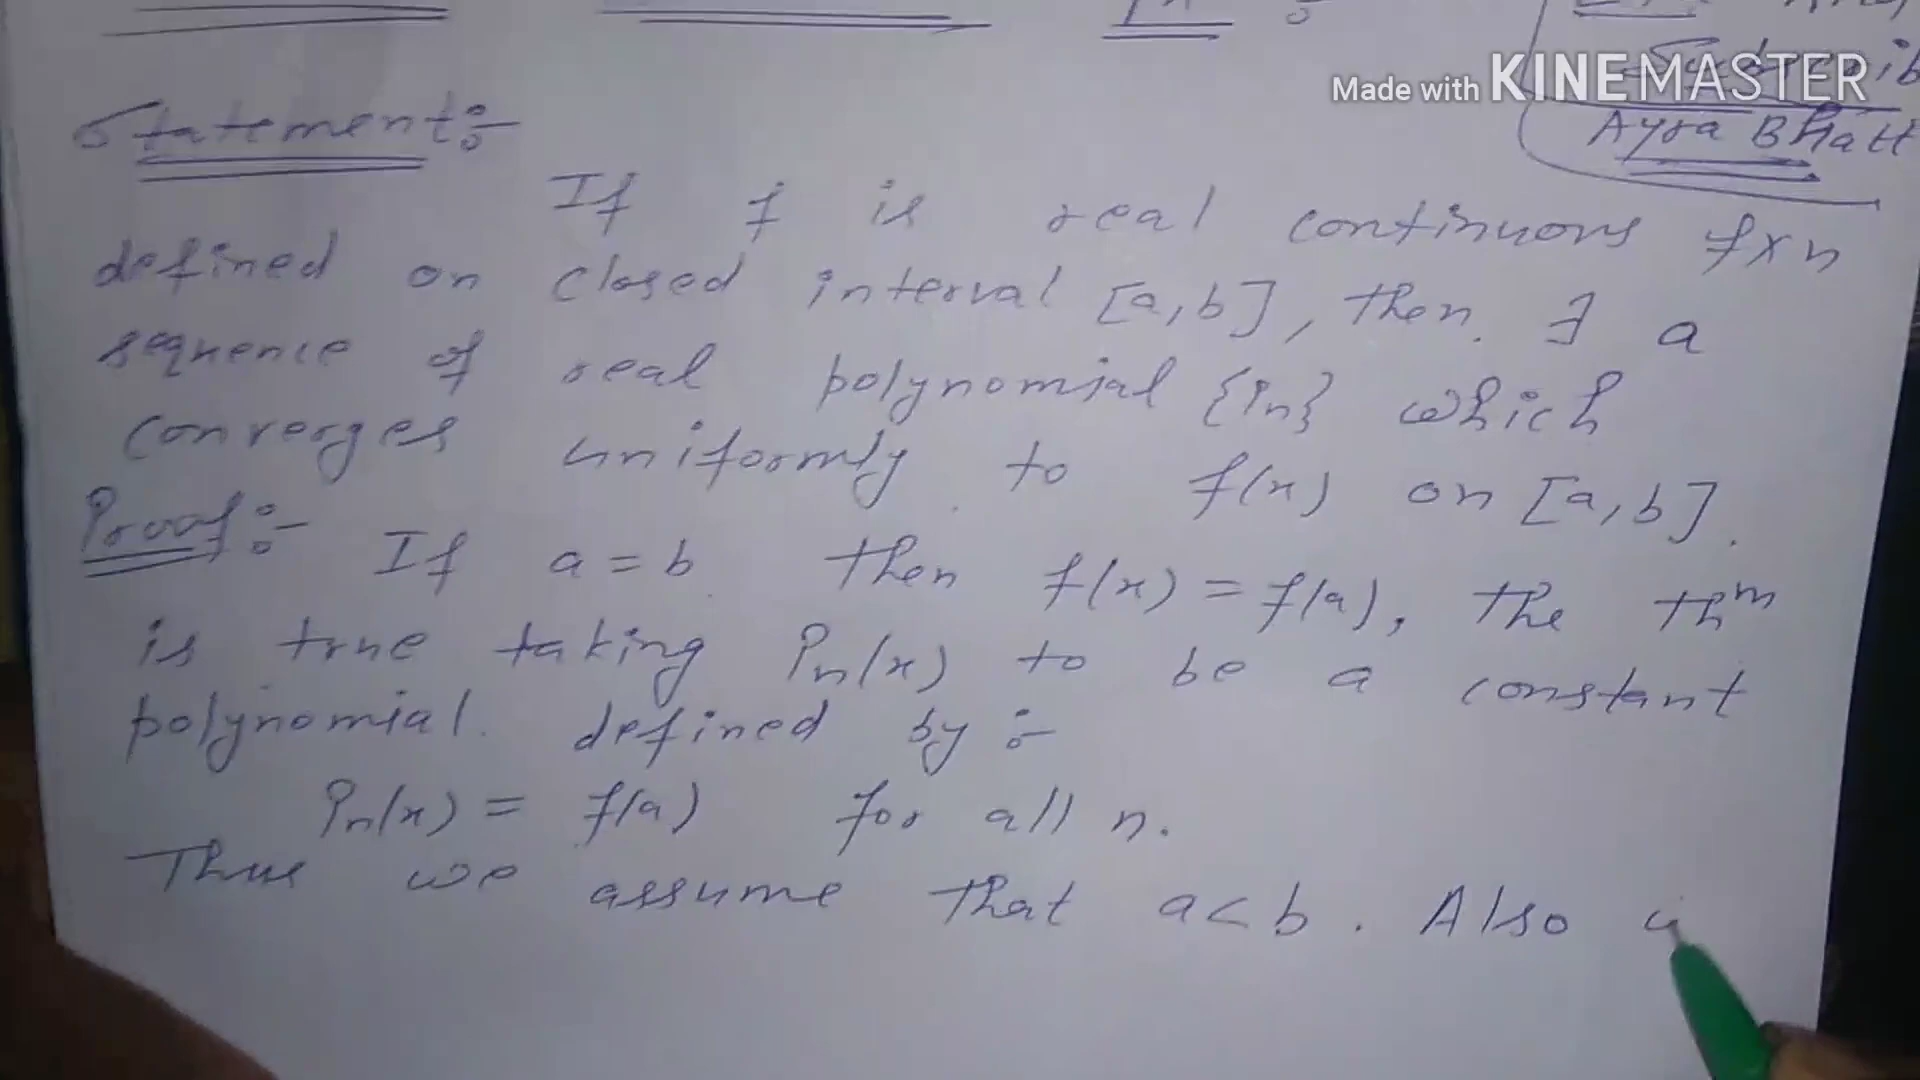 Made with KINEMASTER
Ayra Bhatt
Statement:-
If f is real continuous fxn
defined on closed interval [a,b], then ∃ a
sequence of real polynomial {Pn} which
converges uniformly to f(x) on [a,b].
Proof:- If a=b then f(x) = f(a), the thm
is true taking Pn(x) to be a constant
polynomial. defined by :-
Pn(x) = f(a) for all n.
Thus we assume that a<b. Also